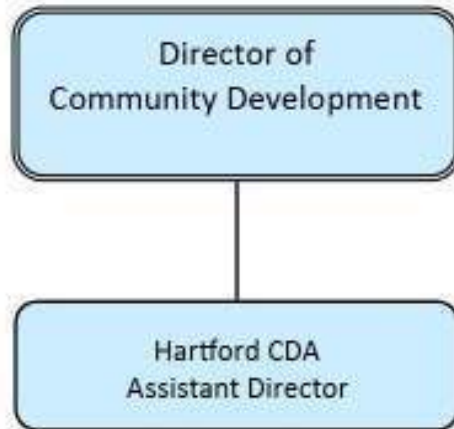 Director of
Community Development
Hartford CDA
Assistant Director